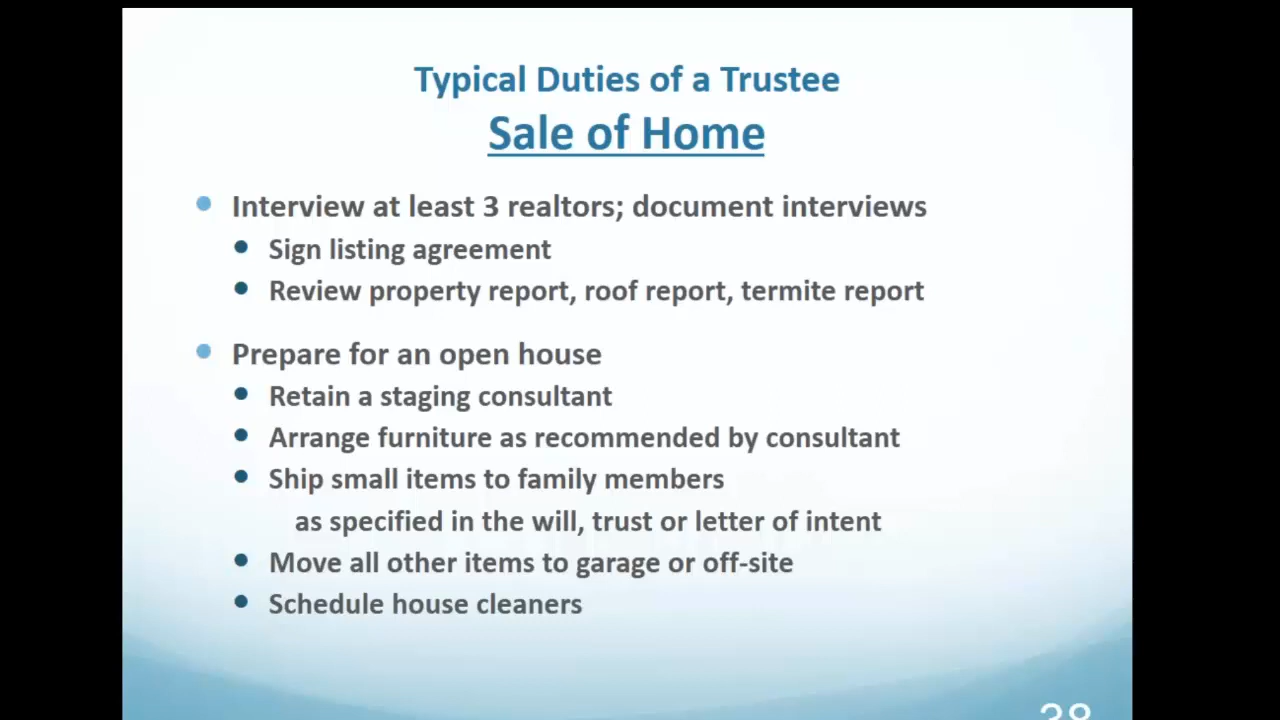 Typical Duties of a Trustee
Sale of Home
Interview at least 3 realtors; document interviews
Sign listing agreement
Review property report, roof report, termite report
Prepare for an open house
Retain a staging consultant
Arrange furniture as recommended by consultant
Ship small items to family members
as specified in the will, trust or letter of intent
Move all other items to garage or off-site
Schedule house cleaners